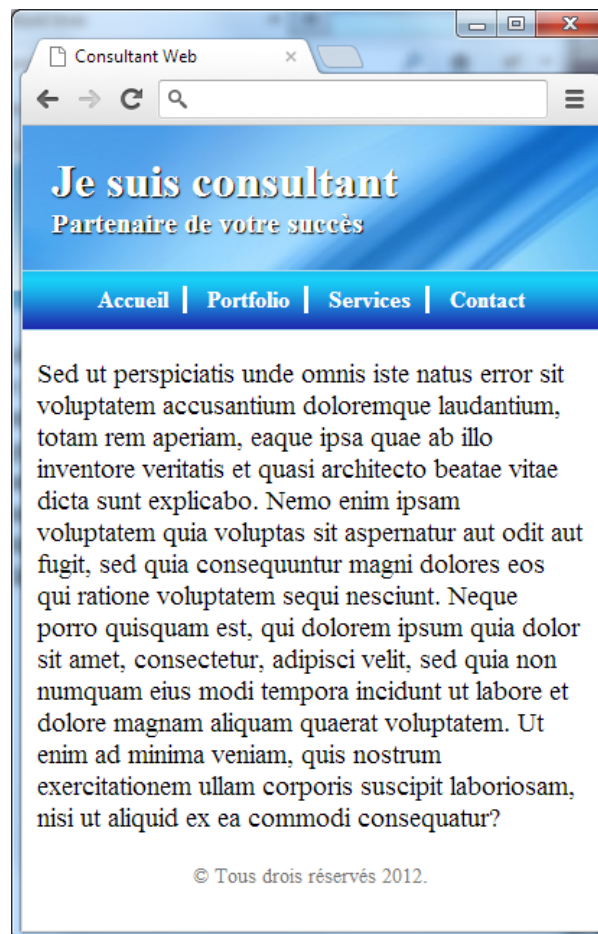 Consultant Web
Je suis consultant
Partenaire de votre succès
Accueil Portfolio Services Contact
Sed ut perspiciatis unde omnis iste natus error sit
voluptatem accusantium doloremque laudantium,
totam rem aperiam, eaque ipsa quae ab illo
inventore veritatis et quasi architecto beatae vitae
dicta sunt explicabo. Nemo enim ipsam
voluptatem quia voluptas sit aspernatur aut odit aut
fugit, sed quia consequuntur magni dolores eos
qui ratione voluptatem sequi nesciunt. Neque
porro quisquam est, qui dolorem ipsum quia dolor
sit amet, consectetur, adipisci velit, sed quia non
numquam eius modi tempora incidunt ut labore et
dolore magnam aliquam quaerat voluptatem. Ut
enim ad minima veniam, quis nostrum
exercitationem ullam corporis suscipit laboriosam,
nisi ut aliquid ex ea commodi consequatur?
© Tous drois réservés 2012.